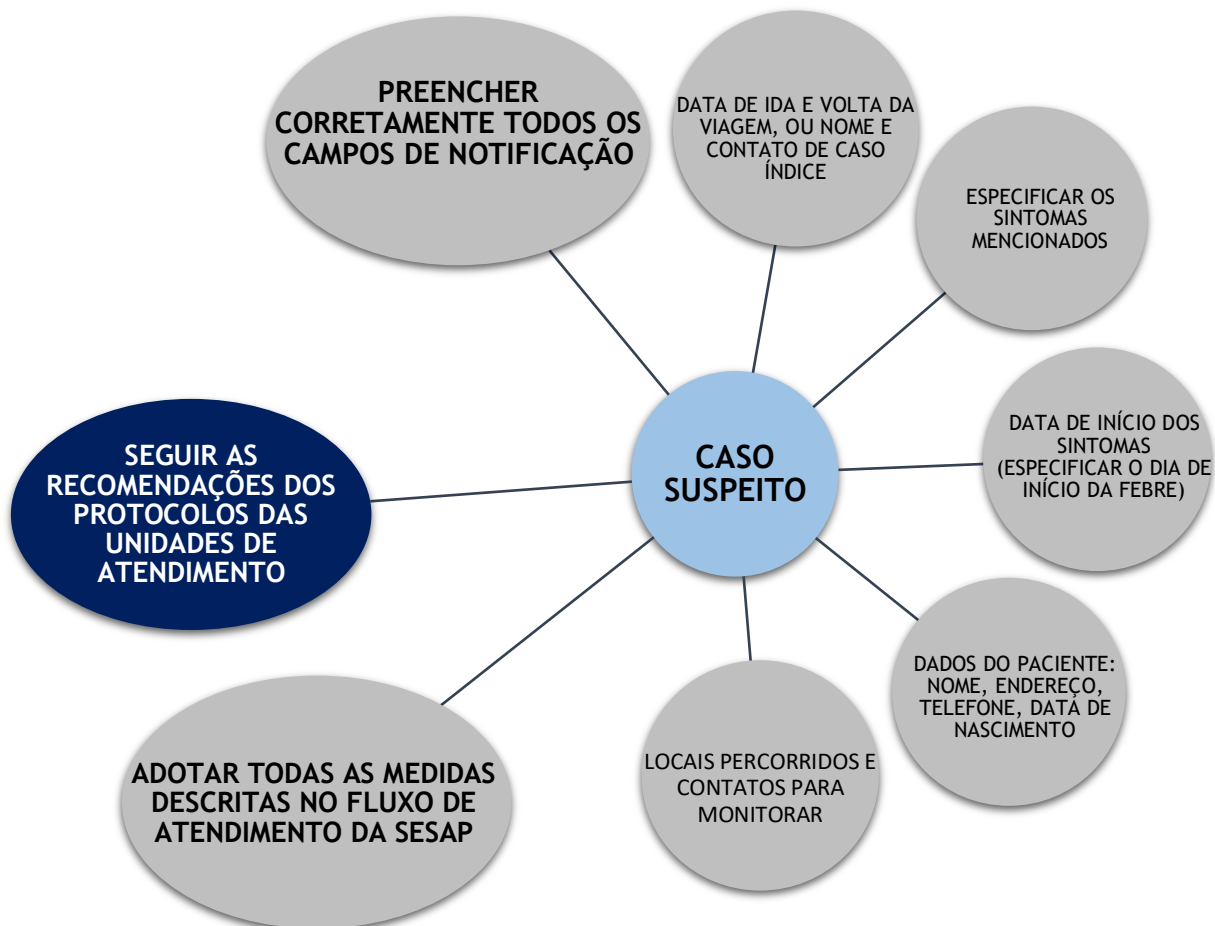 PREENCHER
CORRETAMENTE TODOS OS
CAMPOS DE NOTIFICAÇÃO
DATA DE IDA E VOLTA DA
VIAGEM, OU NOME E
CONTATO DE CASO
ÍNDICE
ESPECIFICAR OS
SINTOMAS
MENCIONADOS
DATA DE INÍCIO DOS
SINTOMAS
(ESPECIFICAR O DIA DE
INÍCIO DA FEBRE)
CASO
SUSPEITO
SEGUIR AS
RECOMENDAÇÕES DOS
PROTOCOLOS DAS
UNIDADES DE
ATENDIMENTO
DADOS DO PACIENTE:
NOME, ENDEREÇO,
TELEFONE, DATA DE
NASCIMENTO
LOCAIS PERCORRIDOS E
CONTATOS PARA
MONITORAR
ADOTAR TODAS AS MEDIDAS
DESCRITAS NO FLUXO DE
ATENDIMENTO DA SESAP